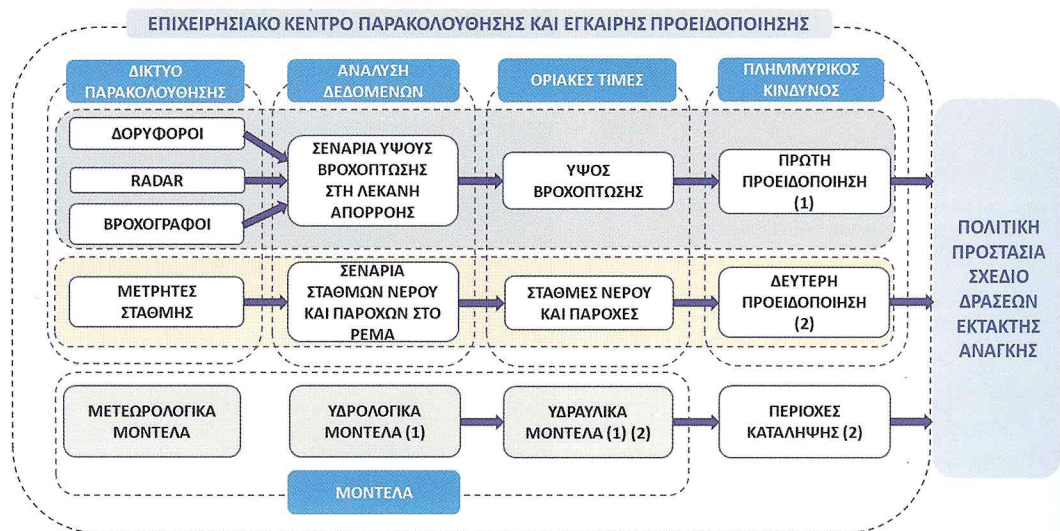 ΕΠΙΧΕΙΡΗΣΙΑΚΟ ΚΕΝΤΡΟ ΠΑΡΑΚΟΛΟΥΘΗΣΗΣ ΚΑΙ ΕΓΚΑΙΡΗΣ ΠΡΟΕΙΔΟΠΟΙΗΣΗΣ
ΔΙΚΤΥΟ
ΠΑΡΑΚΟΛΟΥΘΗΣΗΣ
ΑΝΑΛΥΣΗ
ΔΕΔΟΜΕΝΩΝ
ΟΡΙΑΚΕΣ ΤΙΜΕΣ
ΠΛΗΜΜΥΡΙΚΟΣ
ΚΙΝΔΥΝΟΣ
ΔΟΡΥΦΟΡΟΙ
RADAR
ΒΡΟΧΟΓΡΑΦΟΙ
ΣΕΝΑΡΙΑ ΥΨΟΥΣ
ΒΡΟΧΟΠΤΩΣΗΣ
ΣΤΗ ΛΕΚΑΝΗ
ΑΠΟΡΡΟΗΣ
ΥΨΟΣ
ΒΡΟΧΟΠΤΩΣΗΣ
ΠΡΩΤΗ
ΠΡΟΕΙΔΟΠΟΙΗΣΗ
(1)
ΜΕΤΡΗΤΕΣ
ΣΤΑΘΜΗΣ
ΣΕΝΑΡΙΑ
ΣΤΑΘΜΩΝ ΝΕΡΟΥ
ΚΑΙ ΠΑΡΟΧΩΝ ΣΤΟ
ΡΕΜΑ
ΣΤΑΘΜΕΣ ΝΕΡΟΥ
ΚΑΙ ΠΑΡΟΧΕΣ
ΔΕΥΤΕΡΗ
ΠΡΟΕΙΔΟΠΟΙΗΣΗ
(2)
ΜΕΤΕΩΡΟΛΟΓΙΚΑ
ΜΟΝΤΕΛΑ
ΥΔΡΟΛΟΓΙΚΑ
ΜΟΝΤΕΛΑ (1)
ΥΔΡΑΥΛΙΚΑ
ΜΟΝΤΕΛΑ (1) (2)
ΠΕΡΙΟΧΕΣ
ΚΑΤΑΛΗΨΗΣ (2)
ΜΟΝΤΕΛΑ
ΠΟΛΙΤΙΚΗ
ΠΡΟΣΤΑΣΙΑ
ΣΧΕΔΙΟ
ΔΡΑΣΕΩΝ
ΕΚΤΑΚΤΗΣ
ΑΝΑΓΚΗΣ